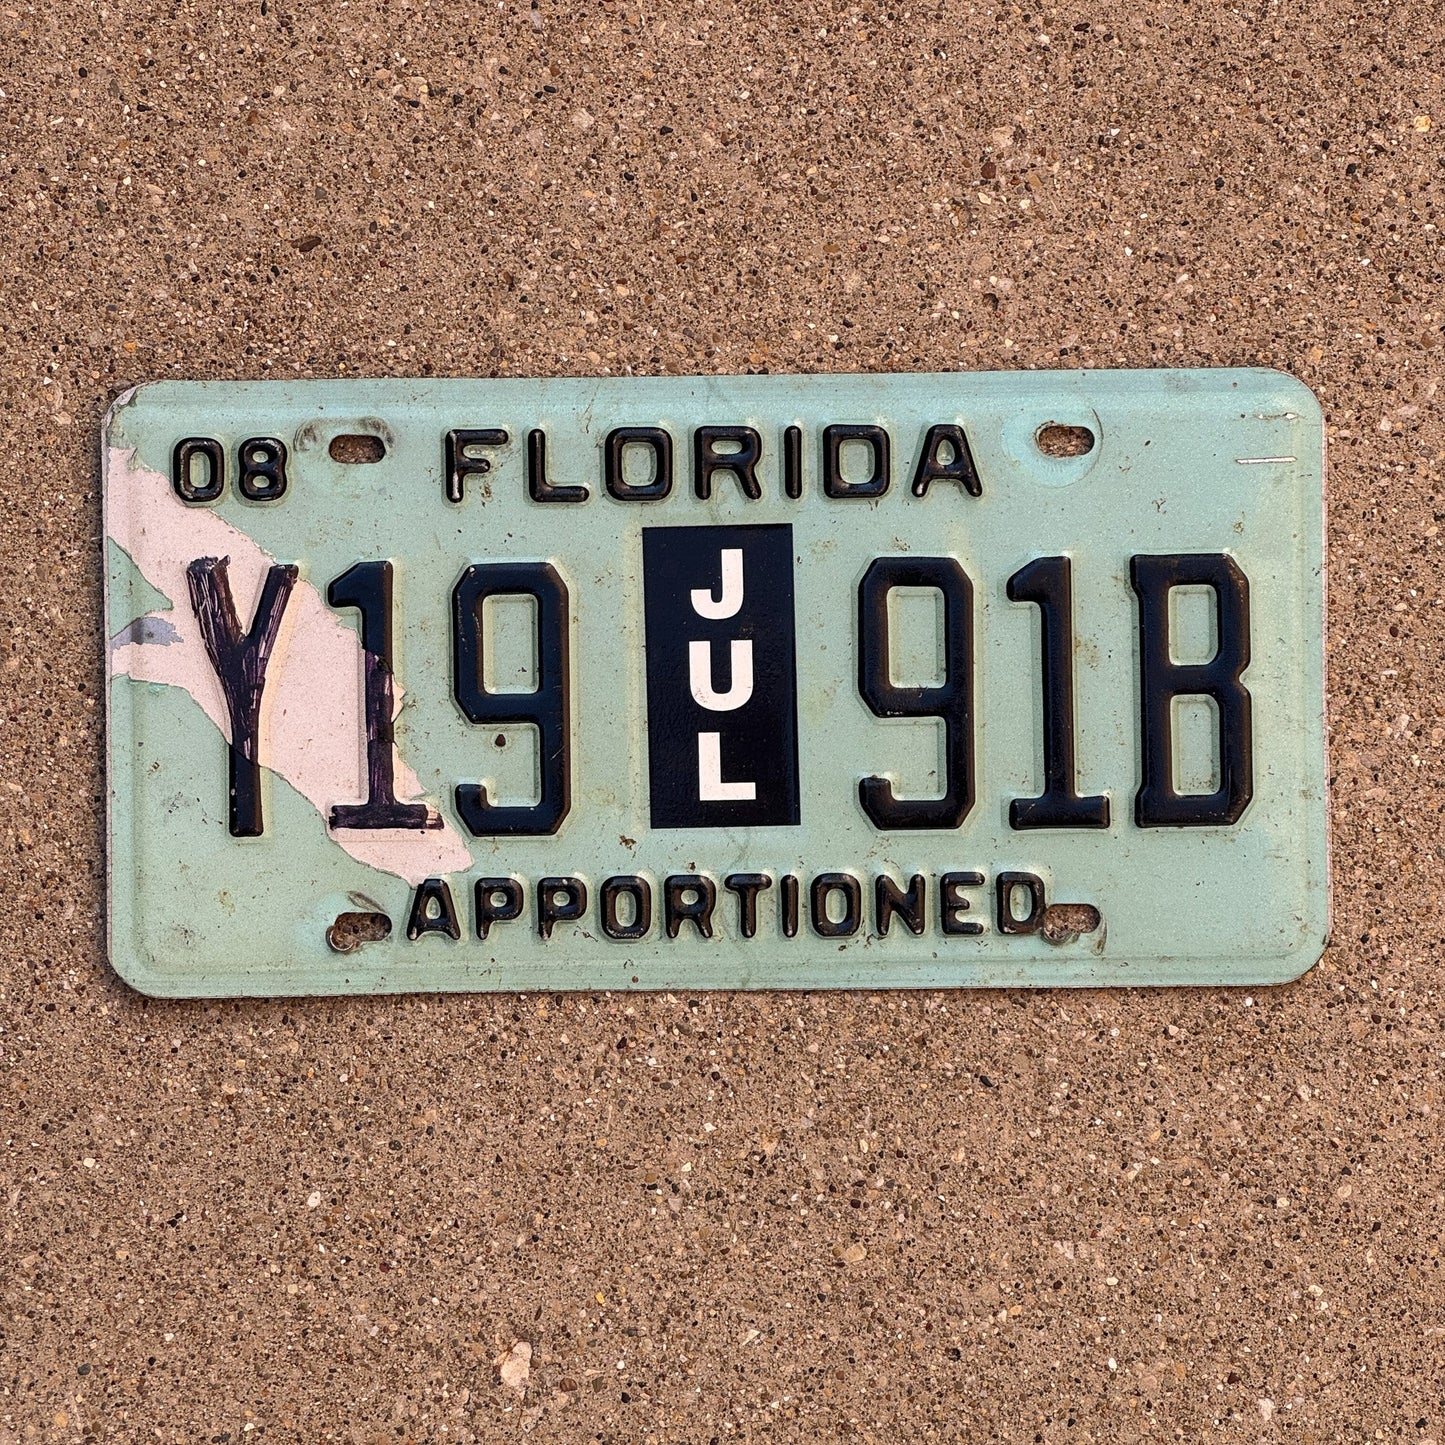 08 FLORIDA
Y19 JUL 91B
APPORTIONED